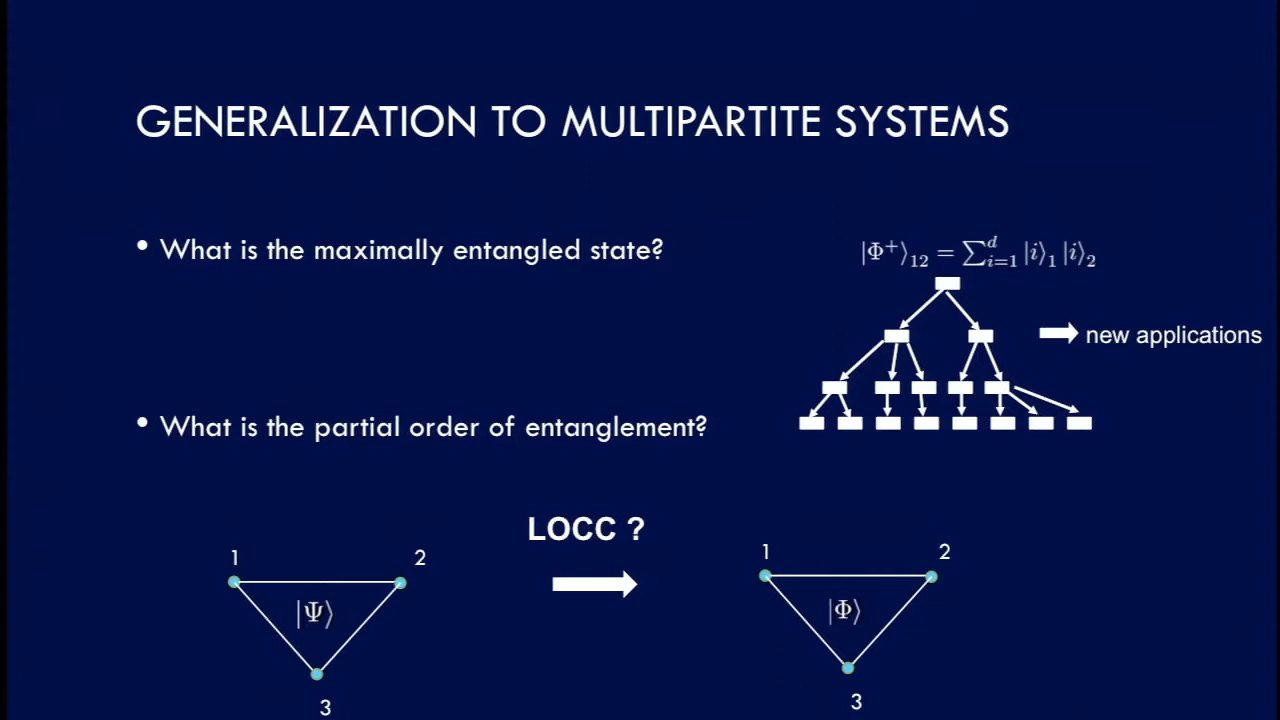 GENERALIZATION TO MULTIPARTITE SYSTEMS
• What is the maximally entangled state?
|Φ⁺⟩₁₂ = ∑ᵢ₌₁ᵈ |i⟩₁ |i⟩₂
new applications
• What is the partial order of entanglement?
LOCC ?
1 2
|Ψ⟩
3
1 2
|Φ⟩
3